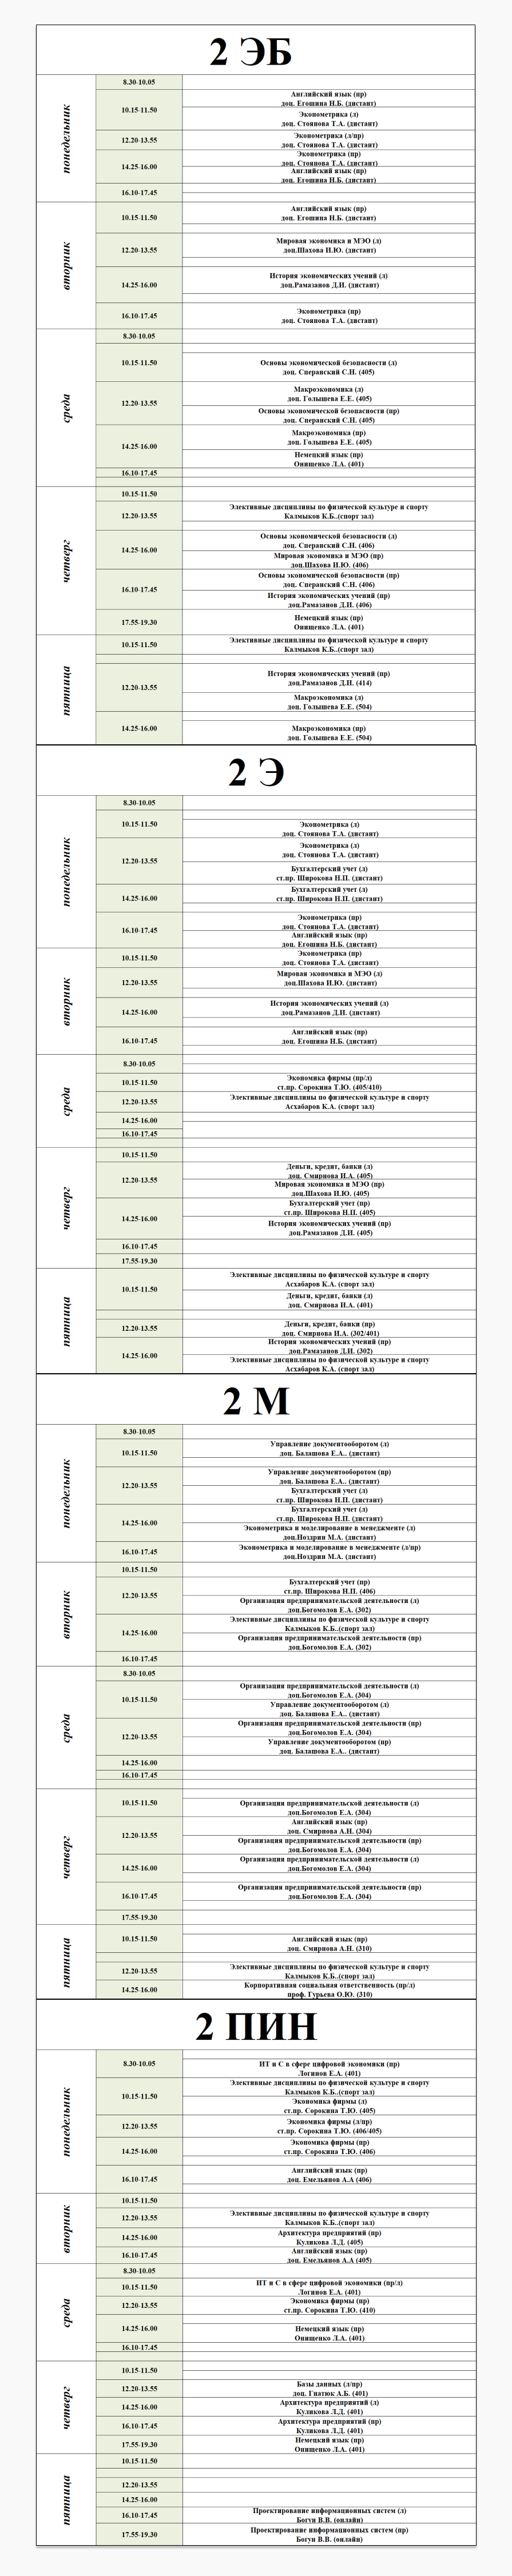 2 ЭБ
понедельник
8.30-10.05
10.15-11.50
Английский язык (пр)
доц. Егошина Н.Б. (дистант)
Эконометрика (л)
доц. Стоянова Т.А. (дистант)
12.20-13.55
Эконометрика (л/пр)
доц. Стоянова Т.А. (дистант)
14.25-16.00
Эконометрика (пр)
доц. Стоянова Т.А. (дистант)
Английский язык (пр)
доц. Егошина Н.Б. (дистант)
16.10-17.45
вторник
10.15-11.50
Английский язык (пр)
доц. Егошина Н.Б. (дистант)
12.20-13.55
Мировая экономика и МЭО (л)
доц.Шахова И.Ю. (дистант)
14.25-16.00
История экономических учений (л)
доц.Рамазанов Д.И. (дистант)
16.10-17.45
Эконометрика (пр)
доц. Стоянова Т.А. (дистант)
среда
8.30-10.05
10.15-11.50
Основы экономической безопасности (л)
доц. Сперанский С.Н. (405)
12.20-13.55
Макроэкономика (л)
доц. Голышева Е.Е. (405)
Основы экономической безопасности (пр)
доц. Сперанский С.Н. (405)
14.25-16.00
Макроэкономика (пр)
доц. Голышева Е.Е. (405)
Немецкий язык (пр)
Онищенко Л.А. (401)
16.10-17.45
четверг
10.15-11.50
12.20-13.55
Элективные дисциплины по физической культуре и спорту
Калмыков К.Б..(спорт зал)
14.25-16.00
Основы экономической безопасности (л)
доц. Сперанский С.Н. (406)
Мировая экономика и МЭО (пр)
доц.Шахова И.Ю. (406)
16.10-17.45
Основы экономической безопасности (пр)
доц. Сперанский С.Н. (406)
История экономических учений (пр)
доц.Рамазанов Д.И. (406)
17.55-19.30
Немецкий язык (пр)
Онищенко Л.А. (401)
пятница
10.15-11.50
Элективные дисциплины по физической культуре и спорту
Калмыков К.Б..(спорт зал)
12.20-13.55
История экономических учений (пр)
доц.Рамазанов Д.И. (414)
Макроэкономика (л)
доц. Голышева Е.Е. (504)
14.25-16.00
Макроэкономика (пр)
доц. Голышева Е.Е. (504)
2 Э
понедельник
8.30-10.05
10.15-11.50
Эконометрика (л)
доц. Стоянова Т.А. (дистант)
12.20-13.55
Эконометрика (л)
доц. Стоянова Т.А. (дистант)
Бухгалтерский учет (л)
ст.пр. Широкова Н.П. (дистант)
14.25-16.00
Бухгалтерский учет (л)
ст.пр. Широкова Н.П. (дистант)
16.10-17.45
Эконометрика (пр)
доц. Стоянова Т.А. (дистант)
Английский язык (пр)
доц. Егошина Н.Б. (дистант)
вторник
10.15-11.50
Эконометрика (пр)
доц. Стоянова Т.А. (дистант)
12.20-13.55
Мировая экономика и МЭО (л)
доц.Шахова И.Ю. (дистант)
14.25-16.00
История экономических учений (л)
доц.Рамазанов Д.И. (дистант)
16.10-17.45
Английский язык (пр)
доц. Егошина Н.Б. (дистант)
среда
8.30-10.05
10.15-11.50
Экономика фирмы (пр/л)
ст.пр. Сорокина Т.Ю. (405/410)
12.20-13.55
Элективные дисциплины по физической культуре и спорту
Асхабаров К.А. (спорт зал)
14.25-16.00
16.10-17.45
четверг
10.15-11.50
12.20-13.55
Деньги, кредит, банки (л)
доц. Смирнова И.А. (405)
Мировая экономика и МЭО (пр)
доц.Шахова И.Ю. (405)
14.25-16.00
Бухгалтерский учет (пр)
ст.пр. Широкова Н.П. (405)
История экономических учений (пр)
доц.Рамазанов Д.И. (405)
16.10-17.45
17.55-19.30
пятница
10.15-11.50
Элективные дисциплины по физической культуре и спорту
Асхабаров К.А. (спорт зал)
Деньги, кредит, банки (л)
доц. Смирнова И.А. (401)
12.20-13.55
Деньги, кредит, банки (пр)
доц. Смирнова И.А. (302/401)
14.25-16.00
История экономических учений (пр)
доц.Рамазанов Д.И. (302)
Элективные дисциплины по физической культуре и спорту
Асхабаров К.А. (спорт зал)
2 М
понедельник
8.30-10.05
10.15-11.50
Управление документооборотом (л)
доц. Балашова Е.А.. (дистант)
12.20-13.55
Управление документооборотом (пр)
доц. Балашова Е.А.. (дистант)
Бухгалтерский учет (л)
ст.пр. Широкова Н.П. (дистант)
14.25-16.00
Бухгалтерский учет (л)
ст.пр. Широкова Н.П. (дистант)
Эконометрика и моделирование в менеджменте (л)
доц.Ноздрин М.А. (дистант)
16.10-17.45
Эконометрика и моделирование в менеджменте (л/пр)
доц.Ноздрин М.А. (дистант)
вторник
10.15-11.50
12.20-13.55
Бухгалтерский учет (пр)
ст.пр. Широкова Н.П. (406)
Организация предпринимательской деятельности (л)
доц.Богомолов Е.А. (302)
14.25-16.00
Элективные дисциплины по физической культуре и спорту
Калмыков К.Б..(спорт зал)
Организация предпринимательской деятельности (пр)
доц.Богомолов Е.А. (302)
16.10-17.45
среда
8.30-10.05
10.15-11.50
Организация предпринимательской деятельности (л)
доц.Богомолов Е.А. (304)
Управление документооборотом (л)
доц. Балашова Е.А.. (дистант)
12.20-13.55
Организация предпринимательской деятельности (пр)
доц.Богомолов Е.А. (304)
Управление документооборотом (пр)
доц. Балашова Е.А.. (дистант)
14.25-16.00
16.10-17.45
четверг
10.15-11.50
Организация предпринимательской деятельности (л)
доц.Богомолов Е.А. (304)
12.20-13.55
Английский язык (пр)
доц. Смирнова А.Н. (304)
Организация предпринимательской деятельности (пр)
доц.Богомолов Е.А. (304)
14.25-16.00
Организация предпринимательской деятельности (л)
доц.Богомолов Е.А. (304)
16.10-17.45
Организация предпринимательской деятельности (пр)
доц.Богомолов Е.А. (304)
17.55-19.30
пятница
10.15-11.50
Английский язык (пр)
доц. Смирнова А.Н. (310)
12.20-13.55
Элективные дисциплины по физической культуре и спорту
Калмыков К.Б..(спорт зал)
14.25-16.00
Корпоративная социальная ответственность (пр/л)
проф. Гурьева О.Ю. (310)
2 ПИН
понедельник
8.30-10.05
ИТ и С в сфере цифровой экономики (пр)
Логинов Е.А. (401)
10.15-11.50
Элективные дисциплины по физической культуре и спорту
Калмыков К.Б..(спорт зал)
Экономика фирмы (л)
ст.пр. Сорокина Т.Ю. (405)
12.20-13.55
Экономика фирмы (л/пр)
ст.пр. Сорокина Т.Ю. (406/405)
14.25-16.00
Экономика фирмы (пр)
ст.пр. Сорокина Т.Ю. (406)
16.10-17.45
Английский язык (пр)
доц. Емельянов А.А (406)
вторник
10.15-11.50
12.20-13.55
Элективные дисциплины по физической культуре и спорту
Калмыков К.Б..(спорт зал)
14.25-16.00
Архитектура предприятий (пр)
Куликова Л.Д. (405)
16.10-17.45
Английский язык (пр)
доц. Емельянов А.А (405)
среда
8.30-10.05
10.15-11.50
ИТ и С в сфере цифровой экономики (пр/л)
Логинов Е.А. (401)
12.20-13.55
Экономика фирмы (пр)
ст.пр. Сорокина Т.Ю. (410)
14.25-16.00
Немецкий язык (пр)
Онищенко Л.А. (401)
16.10-17.45
четверг
10.15-11.50
12.20-13.55
Базы данных (л/пр)
доц. Гнатюк А.Б. (401)
14.25-16.00
Архитектура предприятий (л)
Куликова Л.Д. (401)
16.10-17.45
Архитектура предприятий (пр)
Куликова Л.Д. (401)
17.55-19.30
Немецкий язык (пр)
Онищенко Л.А. (401)
пятница
10.15-11.50
12.20-13.55
14.25-16.00
16.10-17.45
Проектирование информационных систем (л)
Богун В.В. (онлайн)
17.55-19.30
Проектирование информационных систем (пр)
Богун В.В. (онлайн)